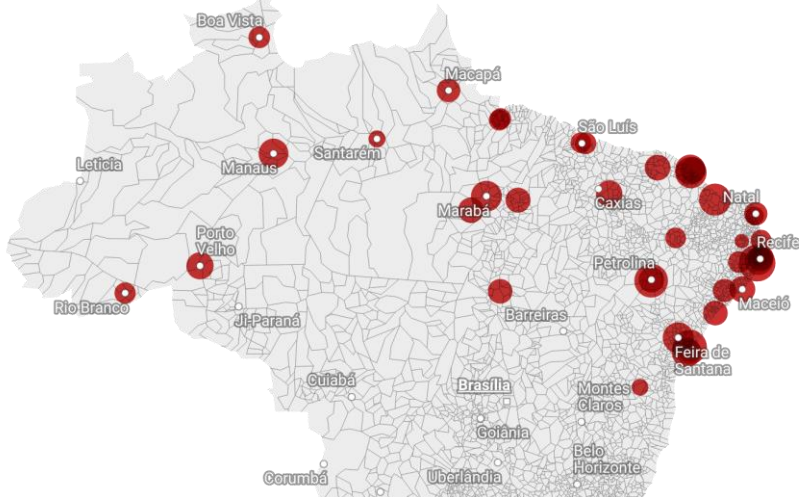 Boa Vista
Macapá
São Luís
Santarém
Manaus
Leticia
Marabá
Caxias
Natal
Porto
Velho
Recife
Petrolina
Rio Branco
Ji-Paraná
Barreiras
Maceió
Feira de
Santana
Cuiabá
Brasília
Montes
Claros
Goiânia
Belo
Horizonte
Corumbá
Uberlândia